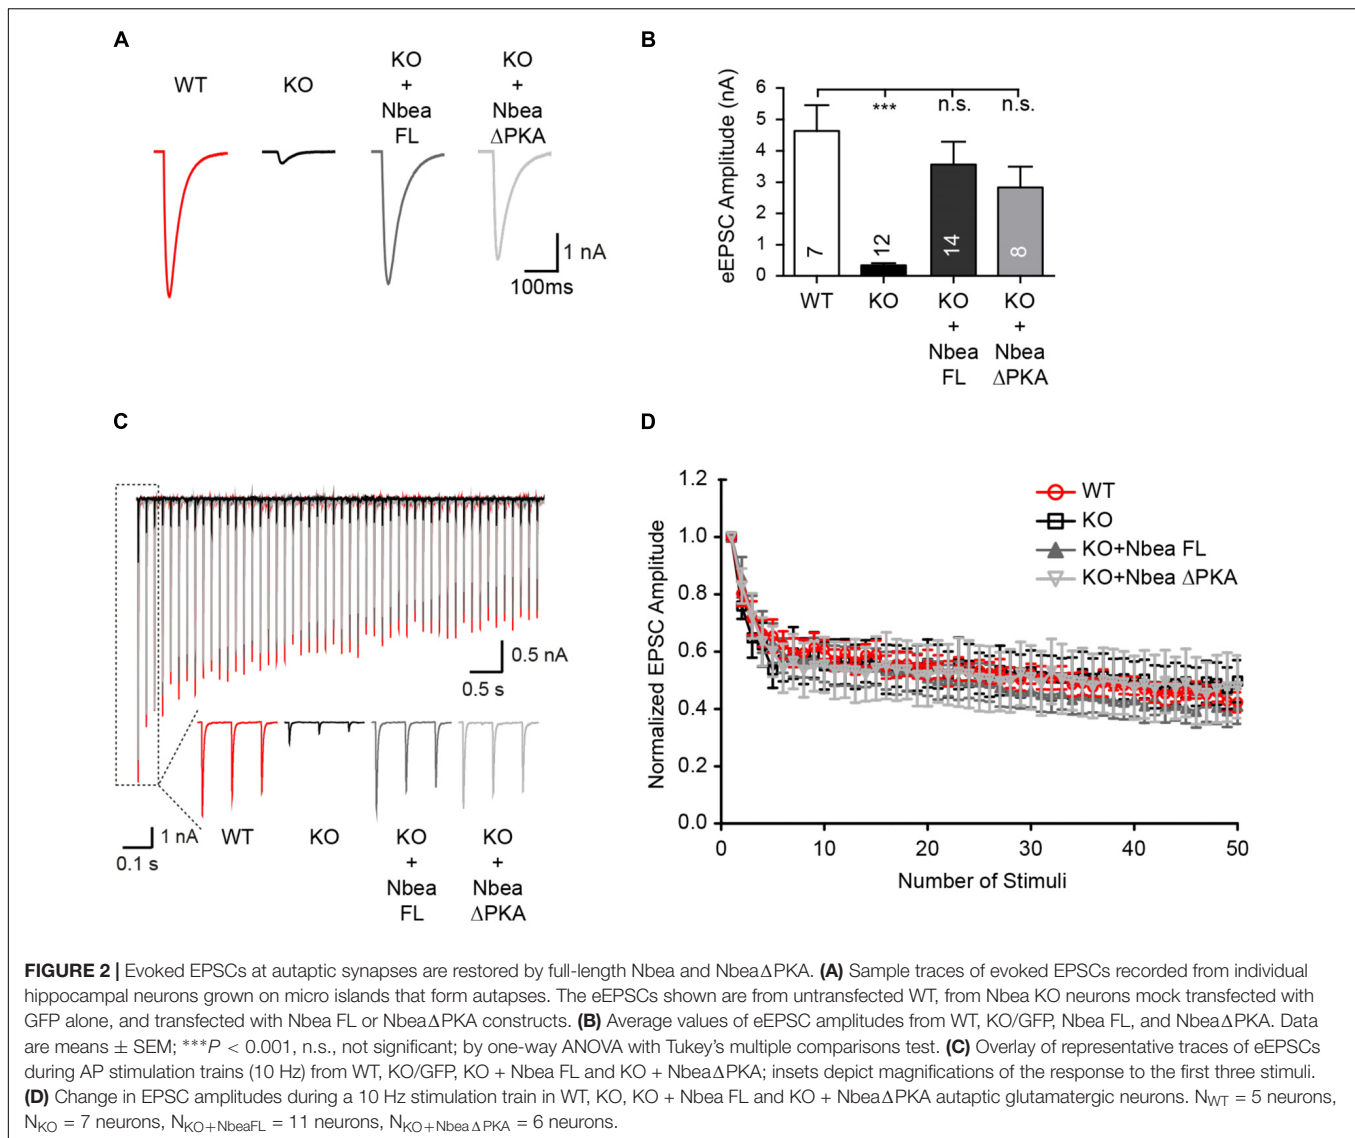 A
WT
KO
KO
+
Nbea
FL
KO
+
Nbea
ΔPKA
1 nA
100ms
B
eEPSC Amplitude (nA)
6
5
4
3
2
1
0
***
n.s.
n.s.
7
12
14
8
WT
KO
KO
+
Nbea
FL
KO
+
Nbea
ΔPKA
C
0.5 nA
0.5 s
1 nA
0.1 s
WT
KO
KO
+
Nbea
FL
KO
+
Nbea
ΔPKA
D
Normalized EPSC Amplitude
1.2
1.0
0.8
0.6
0.4
0.2
0.0
WT
KO
KO+Nbea FL
KO+Nbea ΔPKA
0 10 20 30 40 50
Number of Stimuli
FIGURE 2 | Evoked EPSCs at autaptic synapses are restored by full-length Nbea and NbeaΔPKA. (A) Sample traces of evoked EPSCs recorded from individual
hippocampal neurons grown on micro islands that form autapses. The eEPSCs shown are from untransfected WT, from Nbea KO neurons mock transfected with
GFP alone, and transfected with Nbea FL or NbeaΔPKA constructs. (B) Average values of eEPSC amplitudes from WT, KO/GFP, Nbea FL, and NbeaΔPKA. Data
are means ± SEM; ***P < 0.001, n.s., not significant; by one-way ANOVA with Tukey's multiple comparisons test. (C) Overlay of representative traces of eEPSCs
during AP stimulation trains (10 Hz) from WT, KO/GFP, KO + Nbea FL and KO + NbeaΔPKA; insets depict magnifications of the response to the first three stimuli.
(D) Change in EPSC amplitudes during a 10 Hz stimulation train in WT, KO, KO + Nbea FL and KO + NbeaΔPKA autaptic glutamatergic neurons. NWT = 5 neurons,
NKO = 7 neurons, NKO+NbeaFL = 11 neurons, NKO+NbeaΔPKA = 6 neurons.